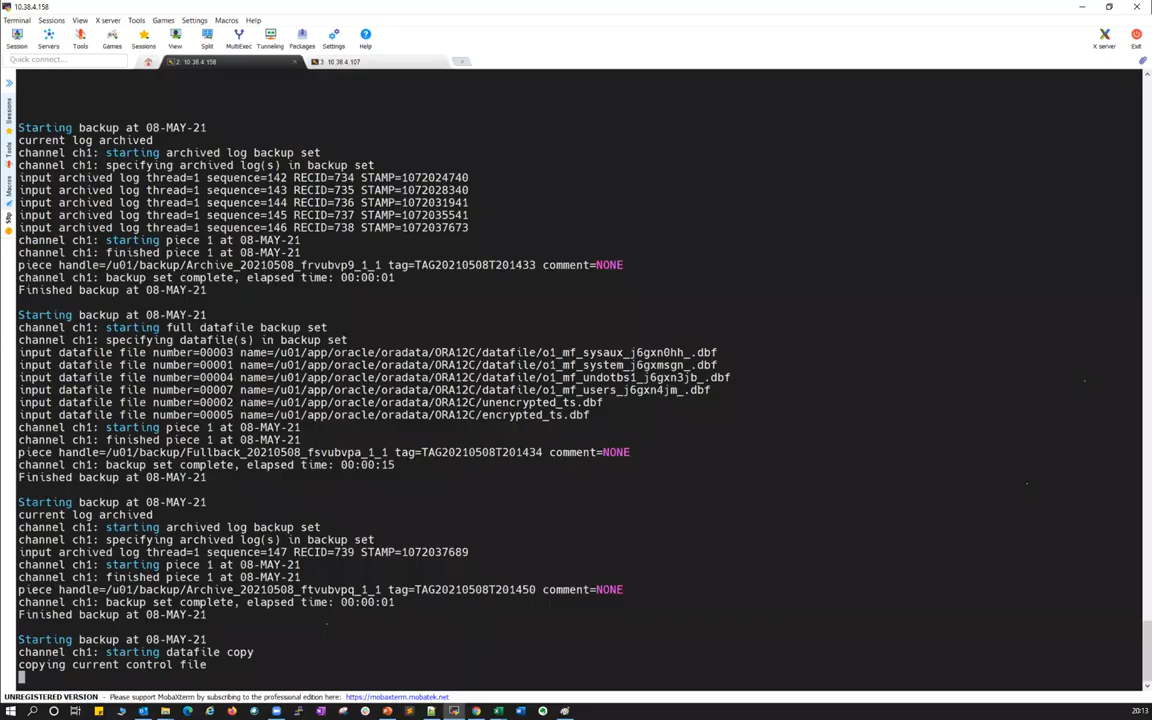 10.38.4.158
Terminal Sessions View X server Tools Games Settings Macros Help
Session Servers Tools Games Sessions View Split MultiExec Tunneling Packages Settings Help X server Exit
Quick connect...
2. 10.38.4.158
3. 10.38.4.107
Sessions
Tools
Macros
Sftp
Starting backup at 08-MAY-21
current log archived
channel ch1: starting archived log backup set
channel ch1: specifying archived log(s) in backup set
input archived log thread=1 sequence=142 RECID=734 STAMP=1072024740
input archived log thread=1 sequence=143 RECID=735 STAMP=1072028340
input archived log thread=1 sequence=144 RECID=736 STAMP=1072031941
input archived log thread=1 sequence=145 RECID=737 STAMP=1072035541
input archived log thread=1 sequence=146 RECID=738 STAMP=1072037673
channel ch1: starting piece 1 at 08-MAY-21
channel ch1: finished piece 1 at 08-MAY-21
piece handle=/u01/backup/Archive_20210508_frvubvp9_1_1 tag=TAG20210508T201433 comment=NONE
channel ch1: backup set complete, elapsed time: 00:00:01
Finished backup at 08-MAY-21
Starting backup at 08-MAY-21
channel ch1: starting full datafile backup set
channel ch1: specifying datafile(s) in backup set
input datafile file number=00003 name=/u01/app/oracle/oradata/ORA12C/datafile/o1_mf_sysaux_j6gxn0hh_.dbf
input datafile file number=00001 name=/u01/app/oracle/oradata/ORA12C/datafile/o1_mf_system_j6gxmsgn_.dbf
input datafile file number=00004 name=/u01/app/oracle/oradata/ORA12C/datafile/o1_mf_undotbs1_j6gxn3jb_.dbf
input datafile file number=00007 name=/u01/app/oracle/oradata/ORA12C/datafile/o1_mf_users_j6gxn4jm_.dbf
input datafile file number=00002 name=/u01/app/oracle/oradata/ORA12C/unencrypted_ts.dbf
input datafile file number=00005 name=/u01/app/oracle/oradata/ORA12C/encrypted_ts.dbf
channel ch1: starting piece 1 at 08-MAY-21
channel ch1: finished piece 1 at 08-MAY-21
piece handle=/u01/backup/Fullback_20210508_fsvubvpa_1_1 tag=TAG20210508T201434 comment=NONE
channel ch1: backup set complete, elapsed time: 00:00:15
Finished backup at 08-MAY-21
Starting backup at 08-MAY-21
current log archived
channel ch1: starting archived log backup set
channel ch1: specifying archived log(s) in backup set
input archived log thread=1 sequence=147 RECID=739 STAMP=1072037689
channel ch1: starting piece 1 at 08-MAY-21
channel ch1: finished piece 1 at 08-MAY-21
piece handle=/u01/backup/Archive_20210508_ftvubvpq_1_1 tag=TAG20210508T201450 comment=NONE
channel ch1: backup set complete, elapsed time: 00:00:01
Finished backup at 08-MAY-21
Starting backup at 08-MAY-21
channel ch1: starting datafile copy
copying current control file
UNREGISTERED VERSION - Please support MobaXterm by subscribing to the professional edition here: https://mobaxterm.mobatek.net
20:13